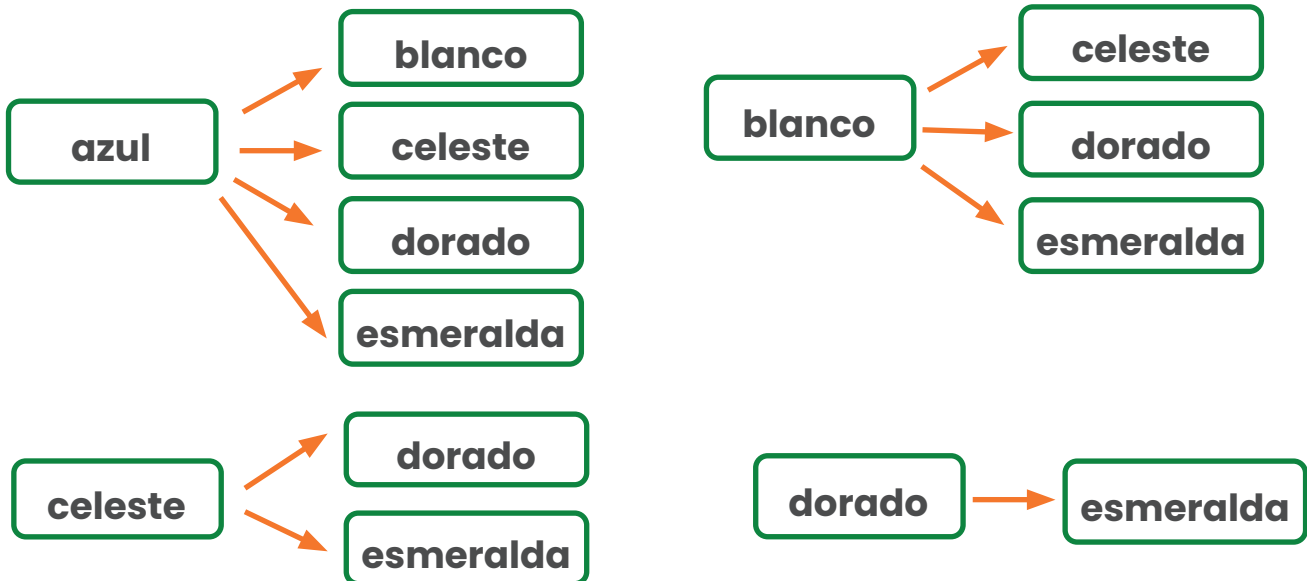 azul
blanco
celeste
dorado
esmeralda
blanco
celeste
dorado
esmeralda
celeste
dorado
esmeralda
dorado
esmeralda